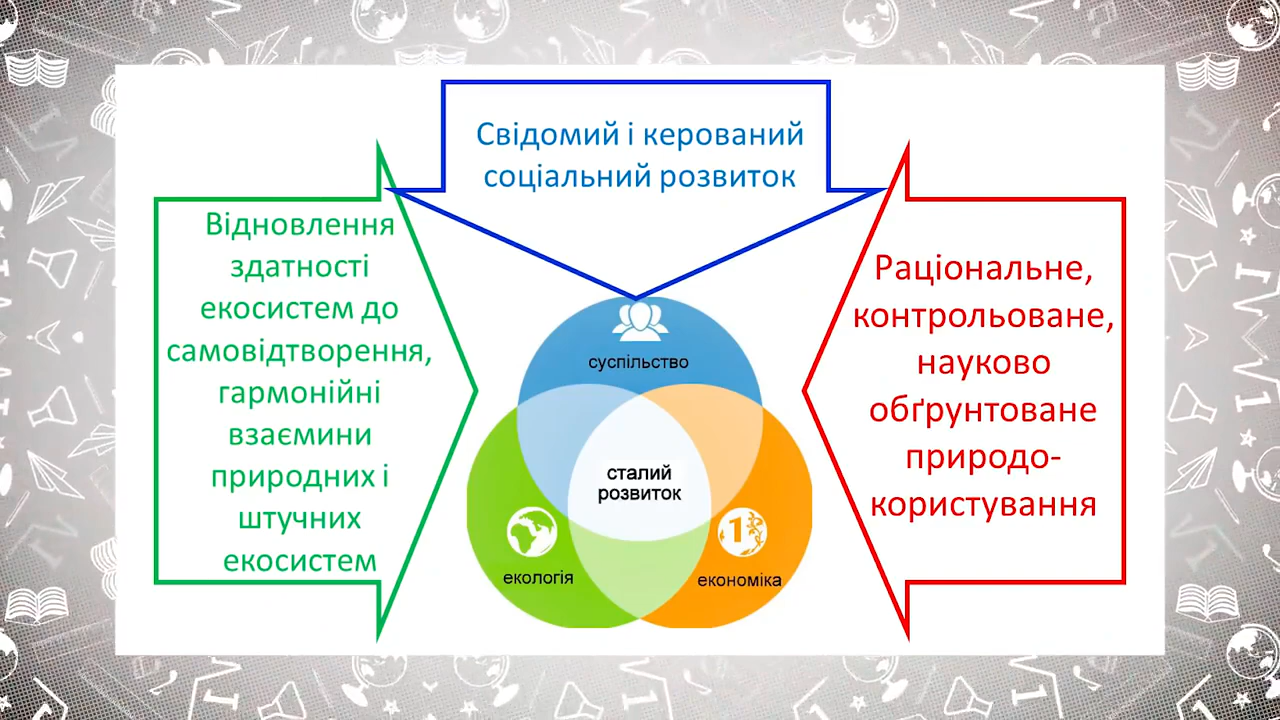 Свідомий і керований
соціальний розвиток
Відновлення
здатності
екосистем до
самовідтворення,
гармонійні
взаємини
природних і
штучних
екосистем
Раціональне,
контрольоване,
науково
обґрунтоване
природо-
користування
суспільство
сталий
розвиток
1
екологія
економіка